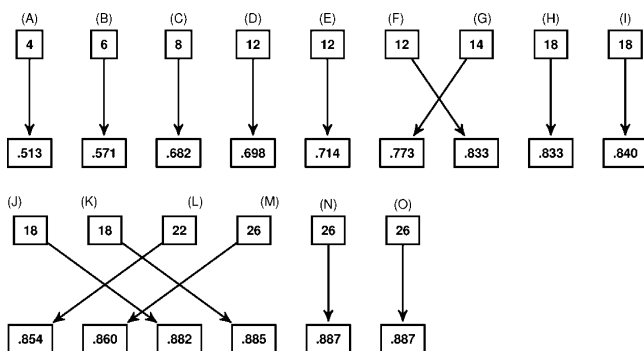 (A) (B) (C) (D) (E) (F) (G) (H) (I)
4 6 8 12 12 12 14 18 18
.513 .571 .682 .698 .714 .773 .833 .833 .840
(J) (K) (L) (M) (N) (O)
18 18 22 26 26 26
.854 .860 .882 .885 .887 .887